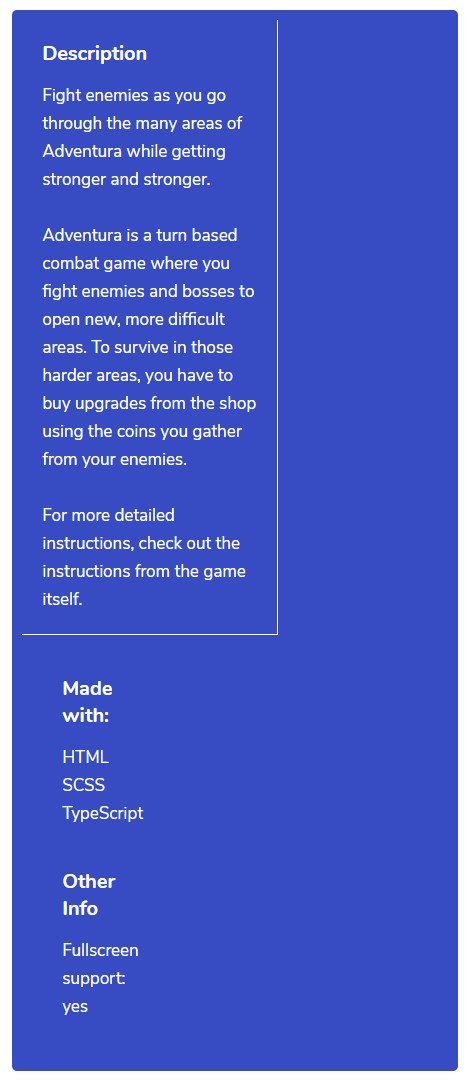 Description
Fight enemies as you go
through the many areas of
Adventura while getting
stronger and stronger.
Adventura is a turn based
combat game where you
fight enemies and bosses to
open new, more difficult
areas. To survive in those
harder areas, you have to
buy upgrades from the shop
using the coins you gather
from your enemies.
For more detailed
instructions, check out the
instructions from the game
itself.
Made
with:
HTML
SCSS
TypeScript
Other
Info
Fullscreen
support:
yes